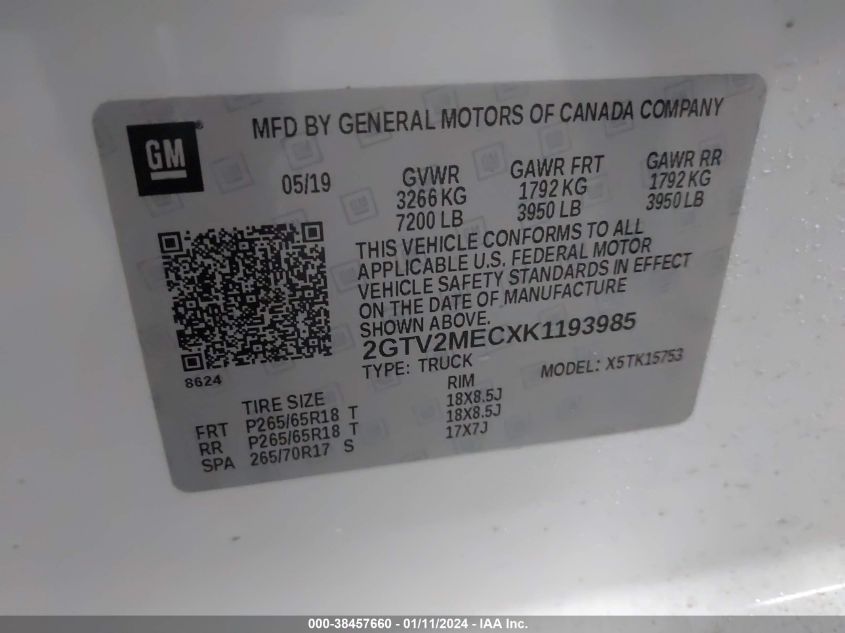 GM
MFD BY GENERAL MOTORS OF CANADA COMPANY
05/19
GVWR
3266 KG
7200 LB
GAWR FRT
1792 KG
3950 LB
GAWR RR
1792 KG
3950 LB
THIS VEHICLE CONFORMS TO ALL
APPLICABLE U.S. FEDERAL MOTOR
VEHICLE SAFETY STANDARDS IN EFFECT
ON THE DATE OF MANUFACTURE
SHOWN ABOVE.
2GTV2MECXK1193985
8624
TYPE: TRUCK
MODEL: X5TK15753
TIRE SIZE
RIM
FRT P265/65R18 T 18X8.5J
RR P265/65R18 T 18X8.5J
SPA 265/70R17 S 17X7J
000-38457660 - 01/11/2024 - IAA Inc.